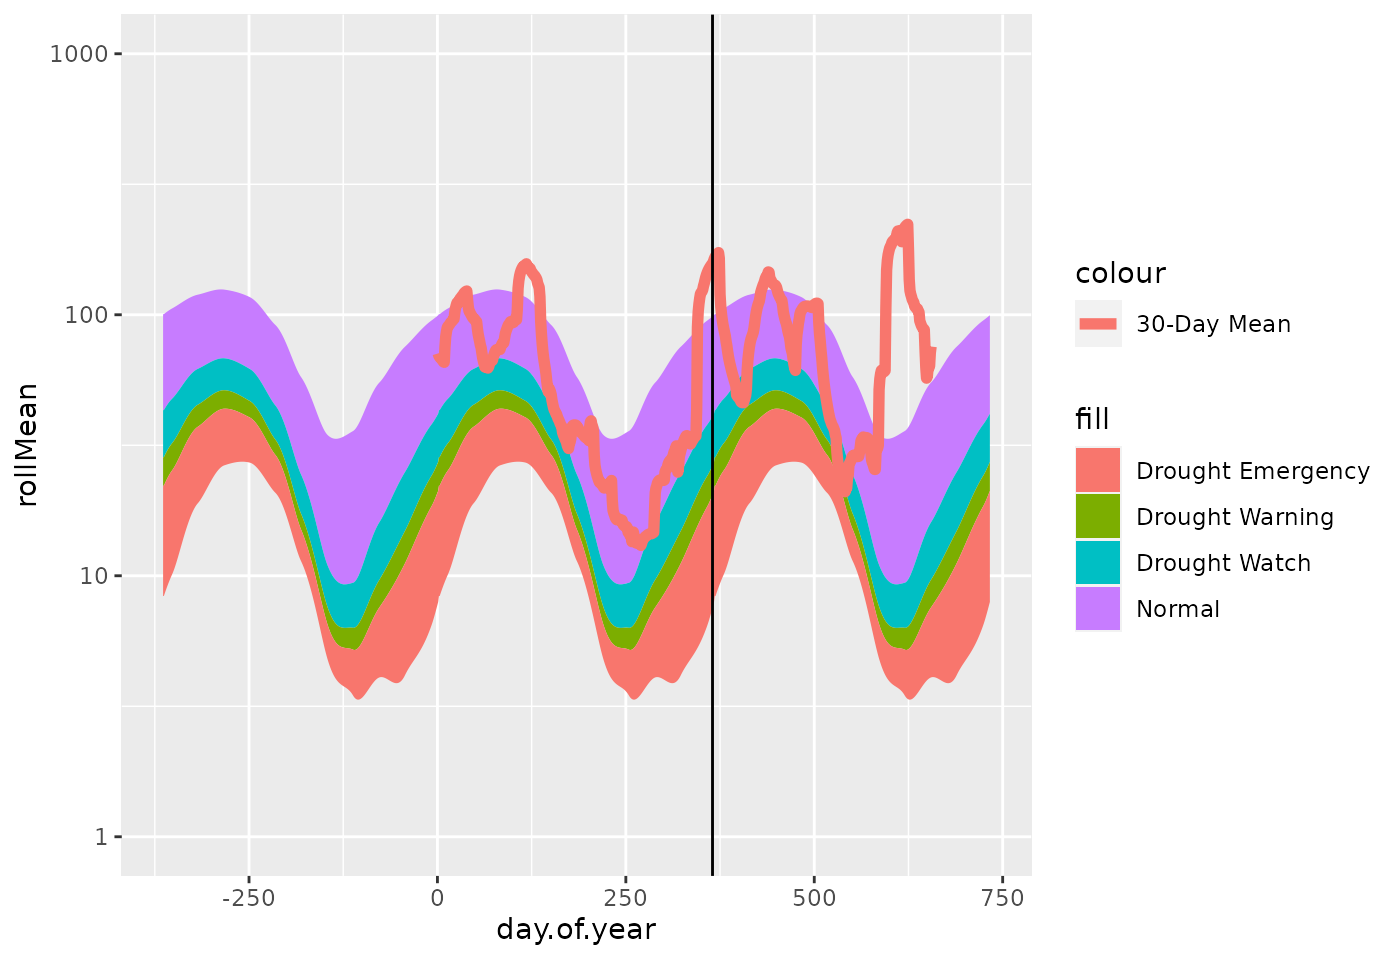 1000
100
10
1
rollMean
-250
0
250
500
750
day.of.year
colour
30-Day Mean
fill
Drought Emergency
Drought Warning
Drought Watch
Normal